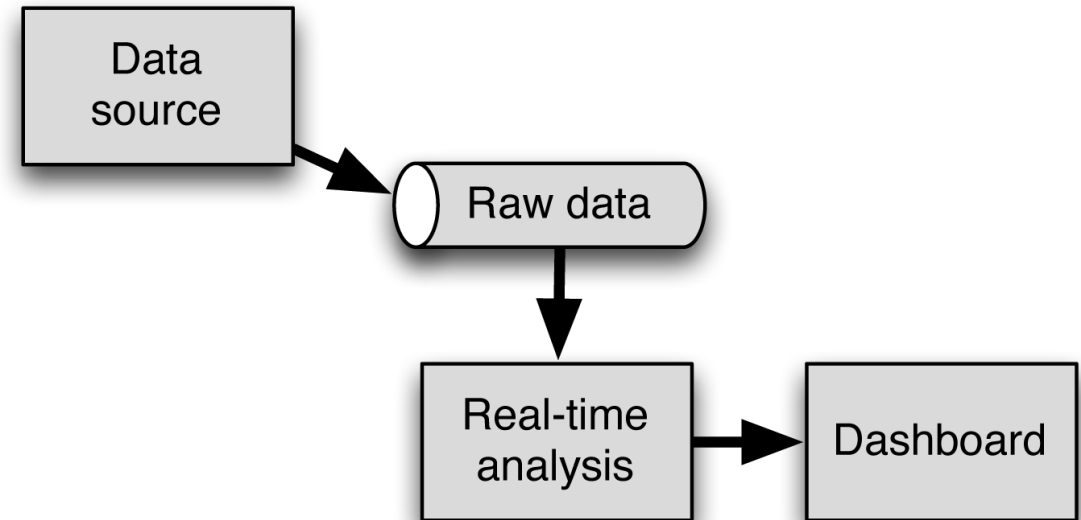 Data
source
Raw data
Real-time
analysis
Dashboard